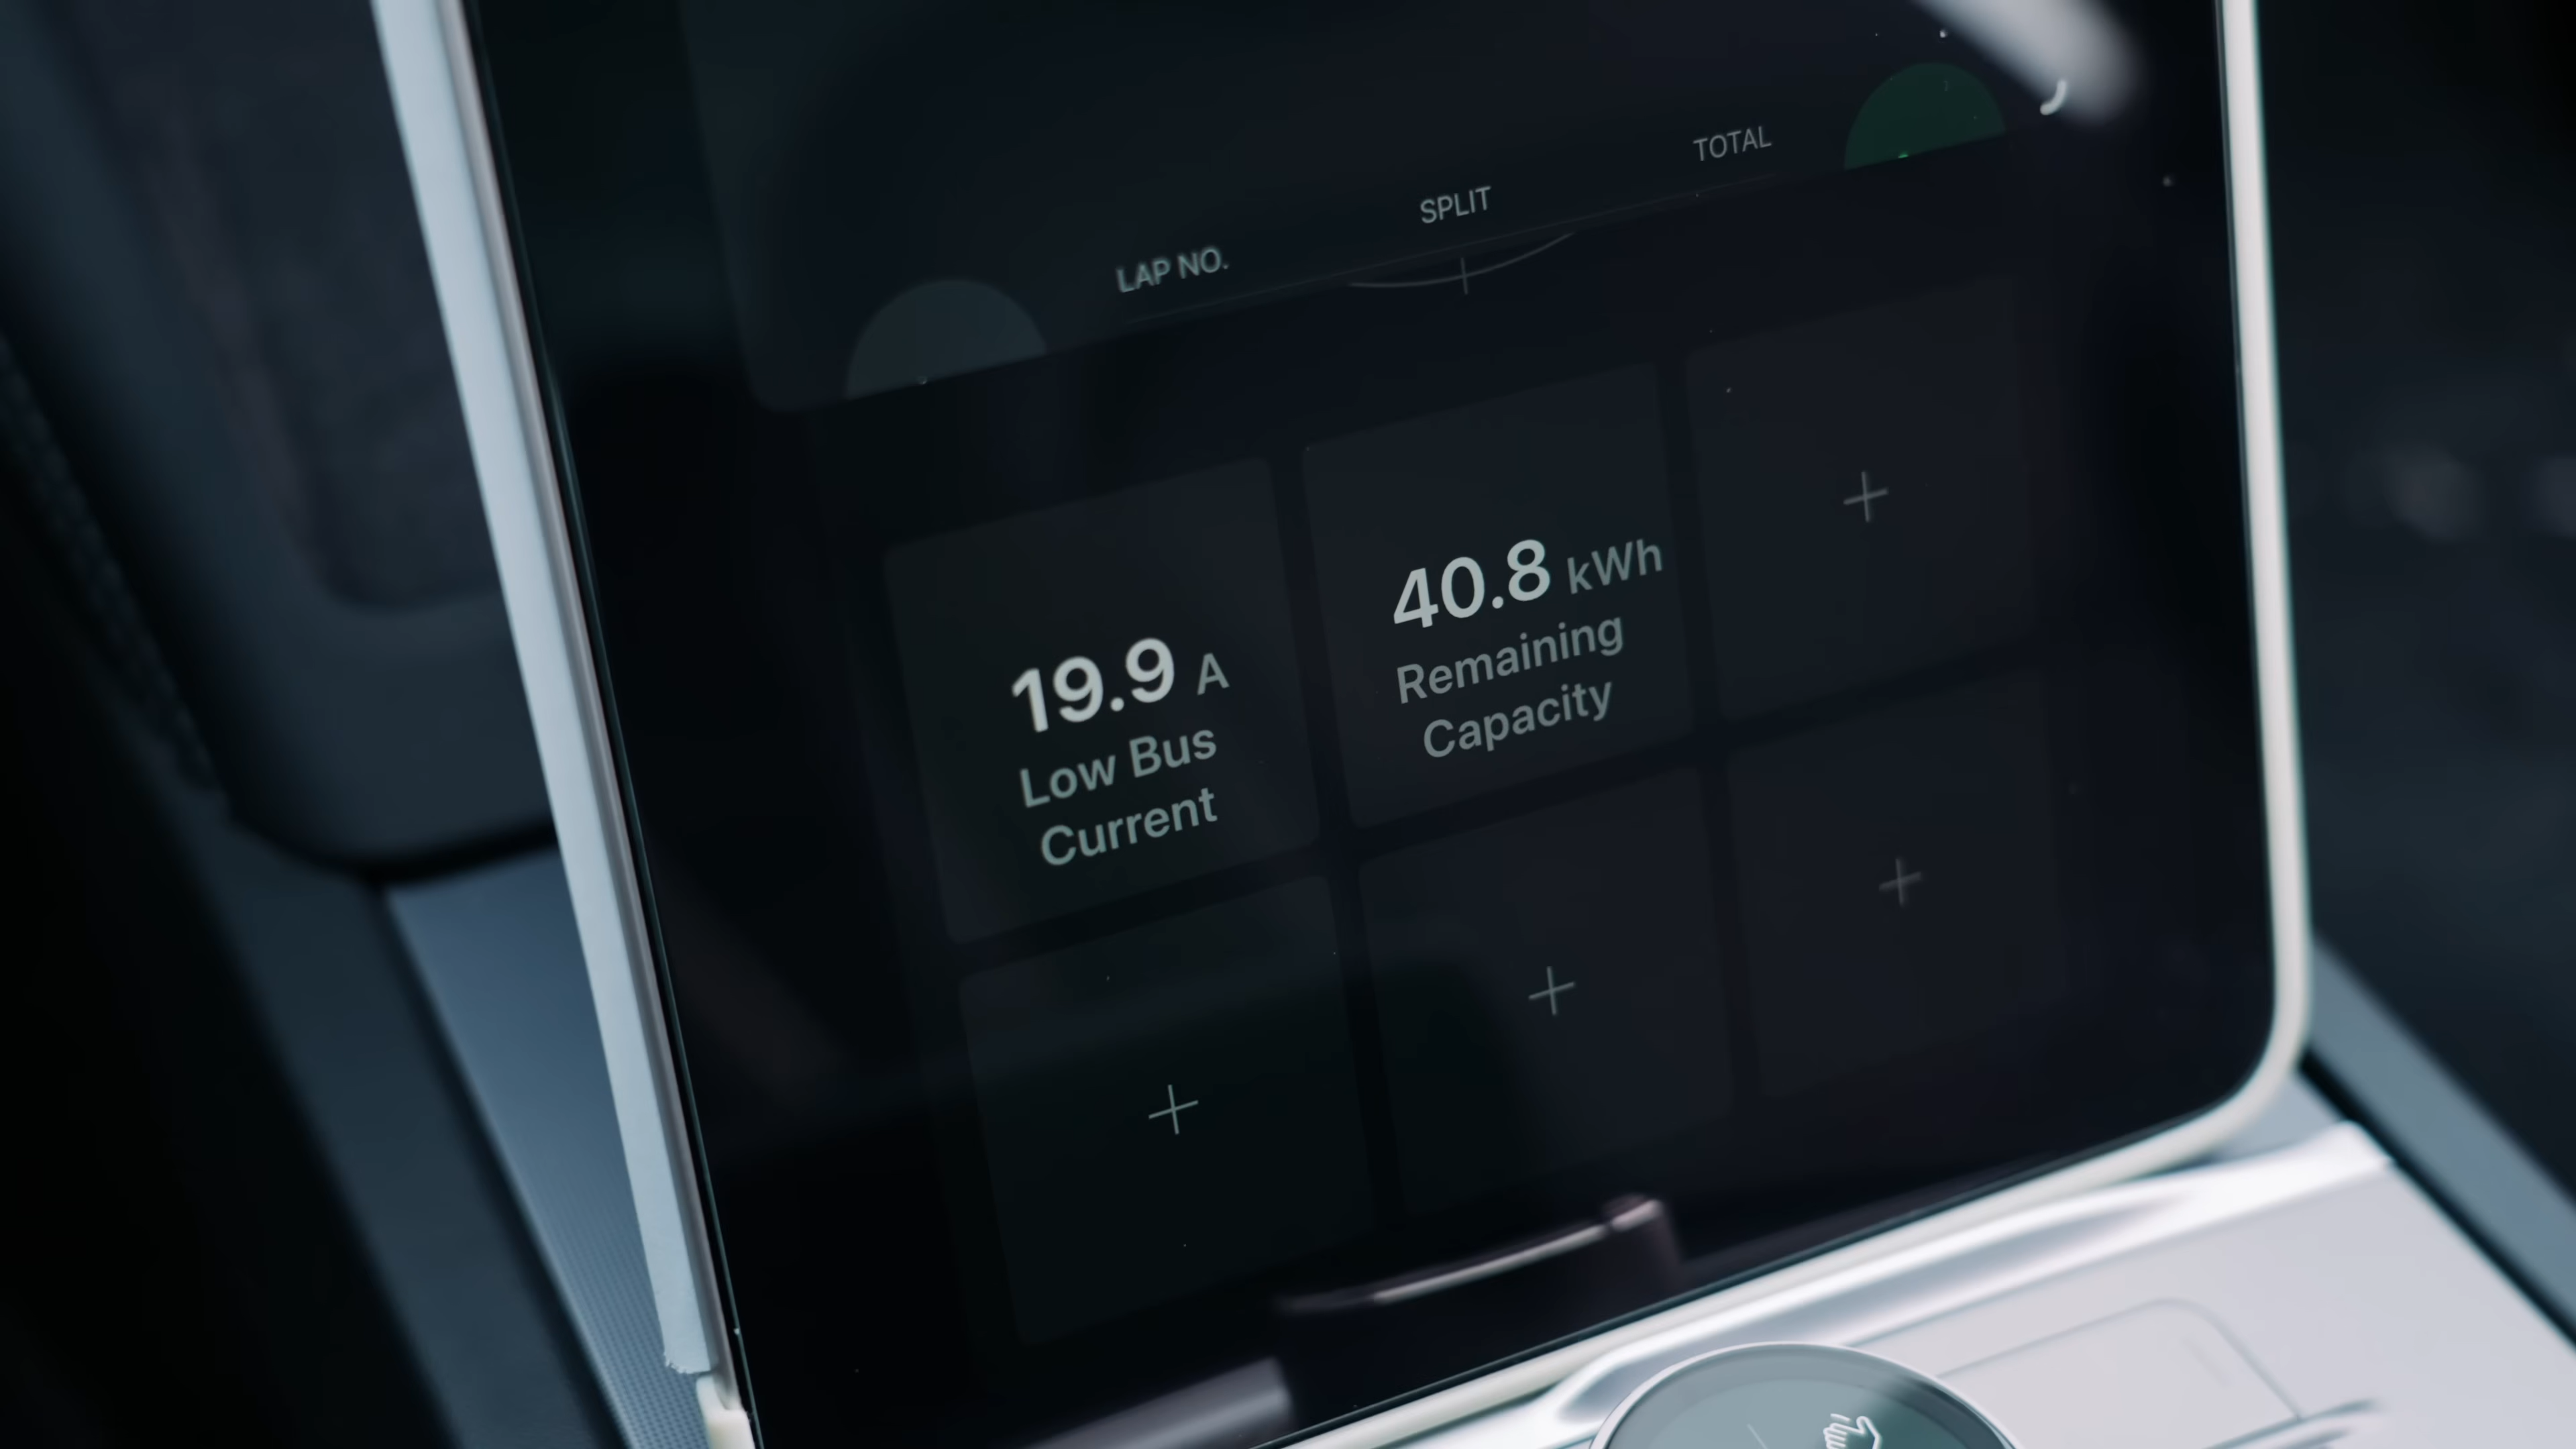 LAP NO.
SPLIT
TOTAL
19.9 A
Low Bus
Current
40.8 kWh
Remaining
Capacity